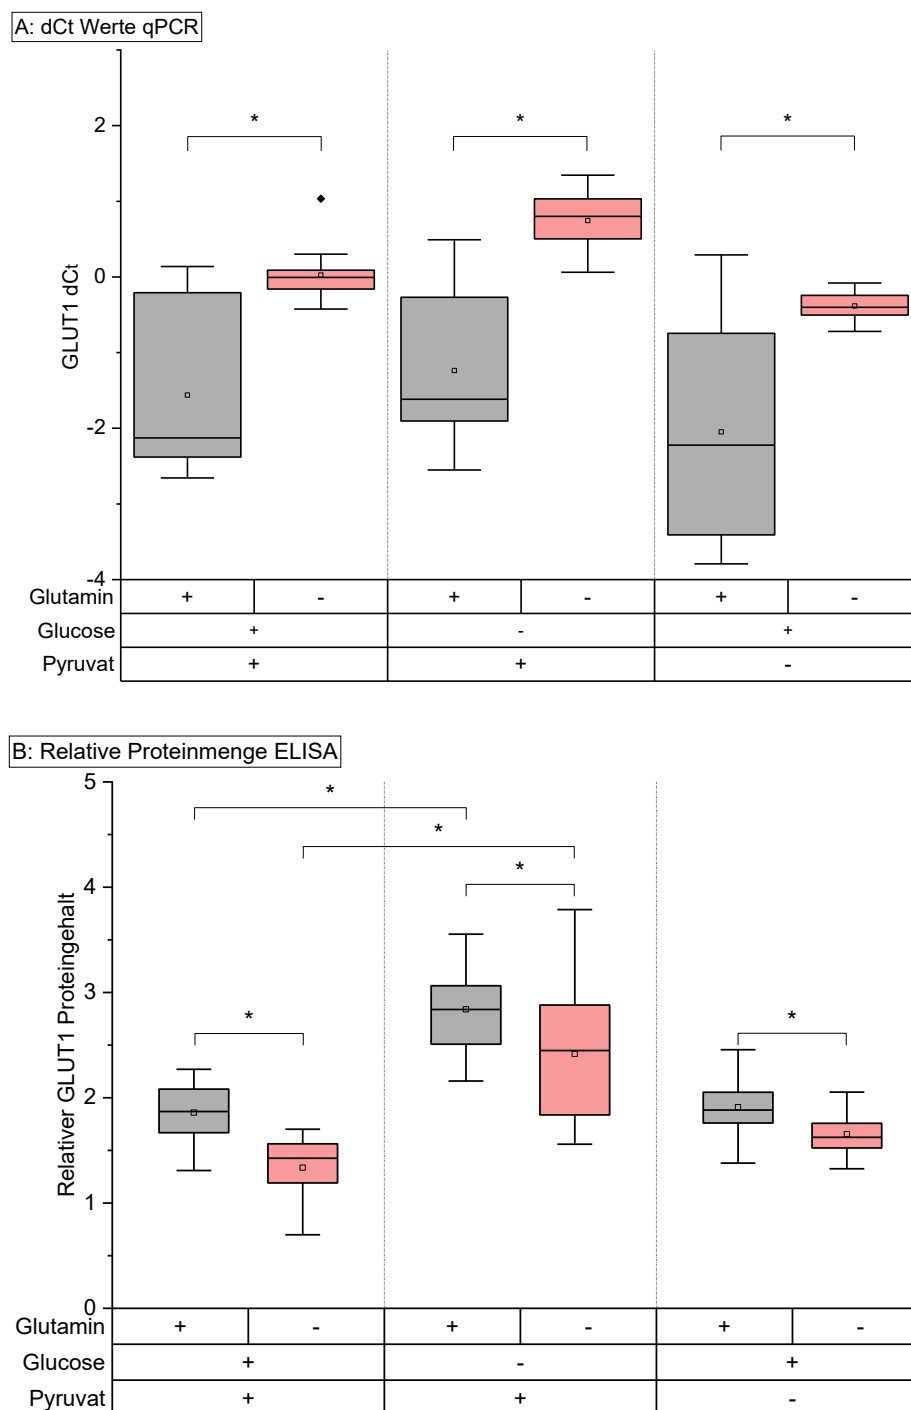 A: dCt Werte qPCR
2
* * *
0
GLUT1 dCt
-2
-4
Glutamin + - + - + -
Glucose + - +
Pyruvat + + -
B: Relative Proteinmenge ELISA
5
*
*
*
4
3
* *
2
Relativer GLUT1 Proteingehalt
1
0
Glutamin + - + - + -
Glucose + - +
Pyruvat + + -